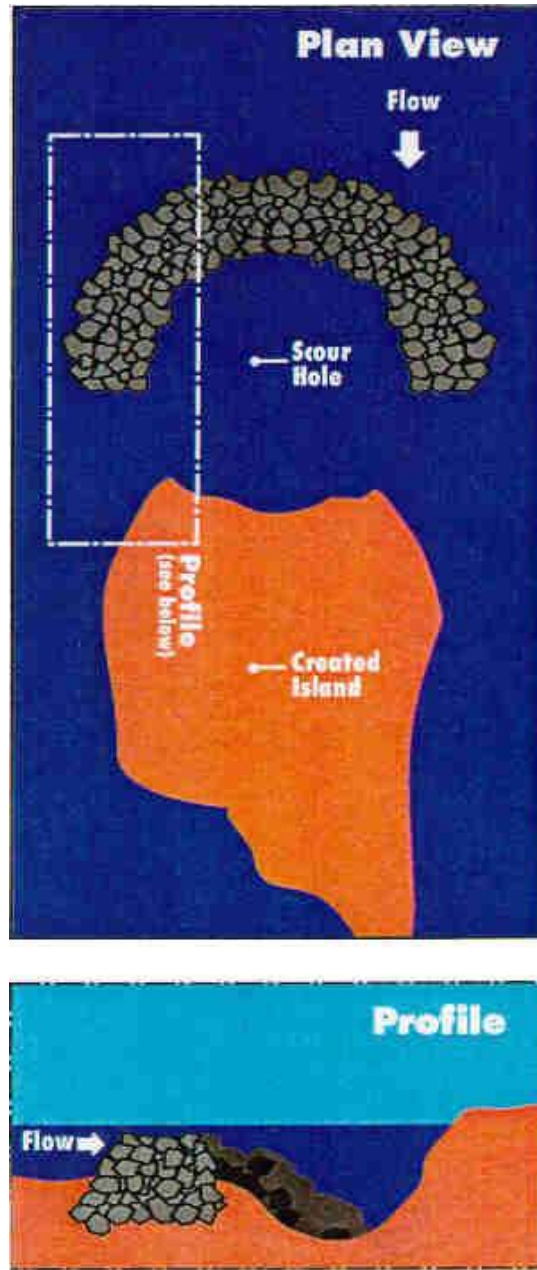 Plan View
Flow
Scour
Hole
Profile
(see below)
Created
Island
Profile
Flow